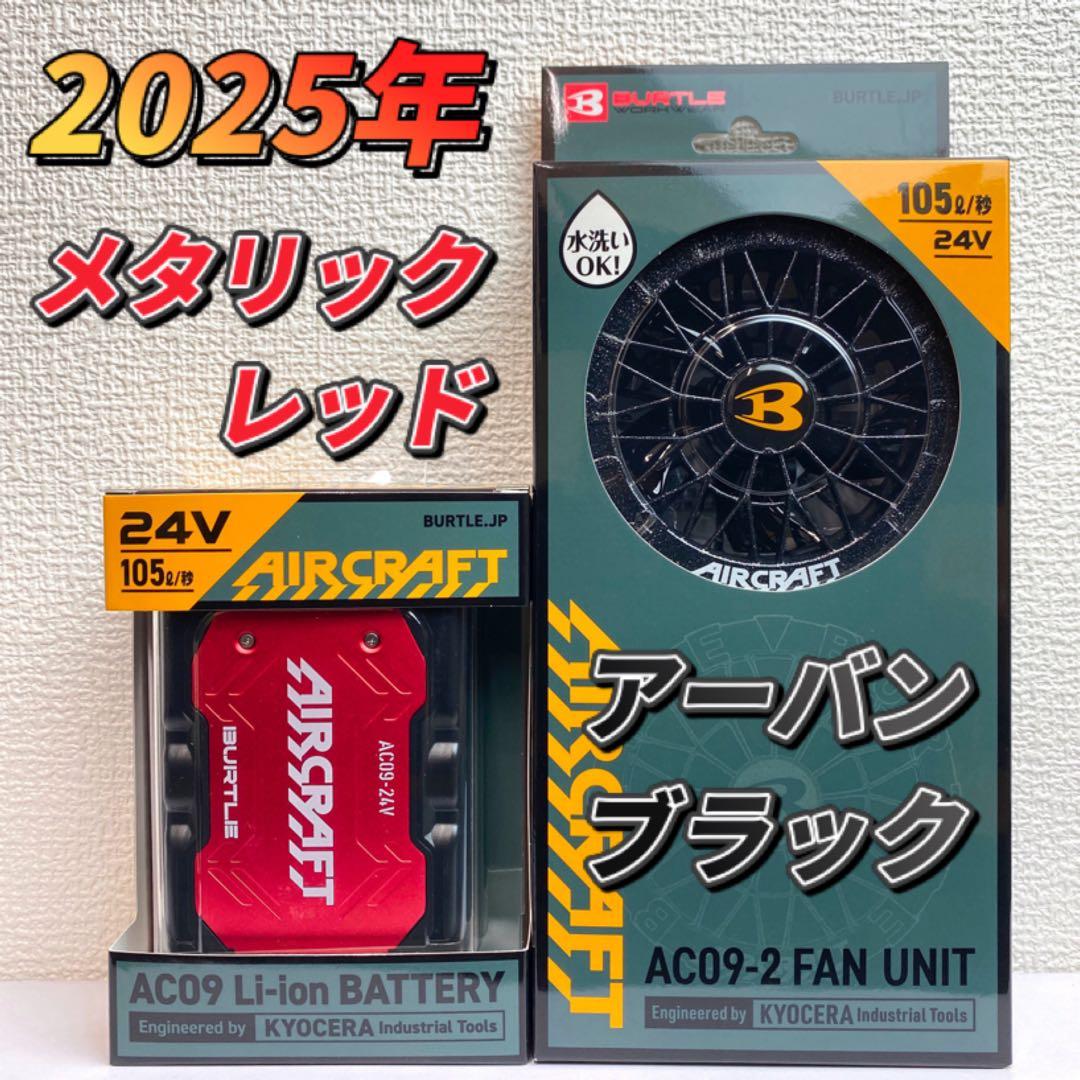 2025年
メタリック
レッド
BURTLE
WORKWEAR
BURTLE.JP
水洗い
OK!
105ℓ/秒
24V
B
AIRCRAFT
アーバン
ブラック
AIRCRAFT
AC09-2 FAN UNIT
Engineered by KYOCERA Industrial Tools
24V
105ℓ/秒
BURTLE.JP
AIRCRAFT
AIRCRAFT
BURTLE
AC09-24V
AC09 Li-ion BATTERY
Engineered by KYOCERA Industrial Tools